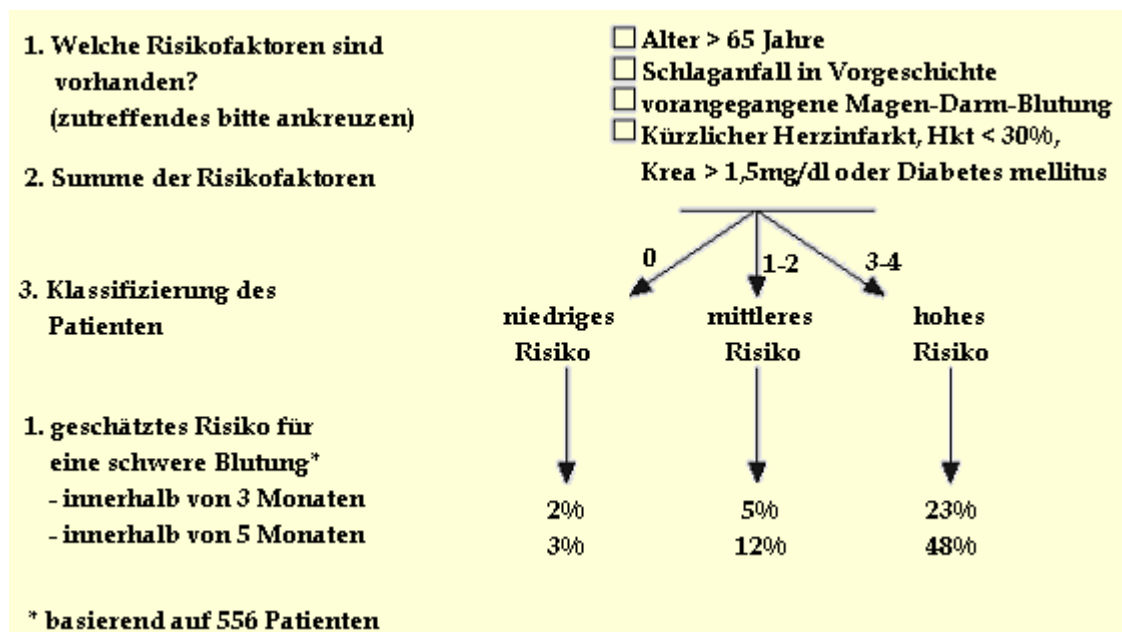 1. Welche Risikofaktoren sind
vorhanden?
(zutreffendes bitte ankreuzen)
Alter > 65 Jahre
Schlaganfall in Vorgeschichte
vorangegangene Magen-Darm-Blutung
Kürzlicher Herzinfarkt, Hkt < 30%,
Krea > 1,5mg/dl oder Diabetes mellitus
2. Summe der Risikofaktoren
0 1-2 3-4
3. Klassifizierung des
Patienten
niedriges mittleres hohes
Risiko Risiko Risiko
1. geschätztes Risiko für
eine schwere Blutung*
- innerhalb von 3 Monaten 2% 5% 23%
- innerhalb von 5 Monaten 3% 12% 48%
* basierend auf 556 Patienten